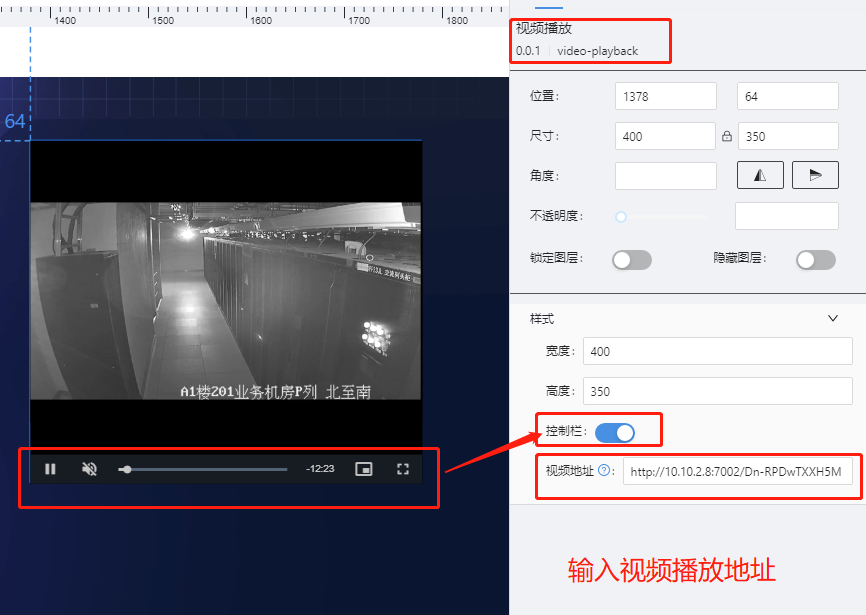 1400 1500 1600 1700 1800
64
视频播放
0.0.1 video-playback
位置: 1378 64
尺寸: 400 350
角度:
不透明度:
锁定图层: 隐藏图层:
样式
宽度: 400
高度: 350
控制栏:
视频地址 ? : http://10.10.2.8:7002/Dn-RPDwTXXH5M
A1楼201业务机房P列 北至南
-12:23
输入视频播放地址